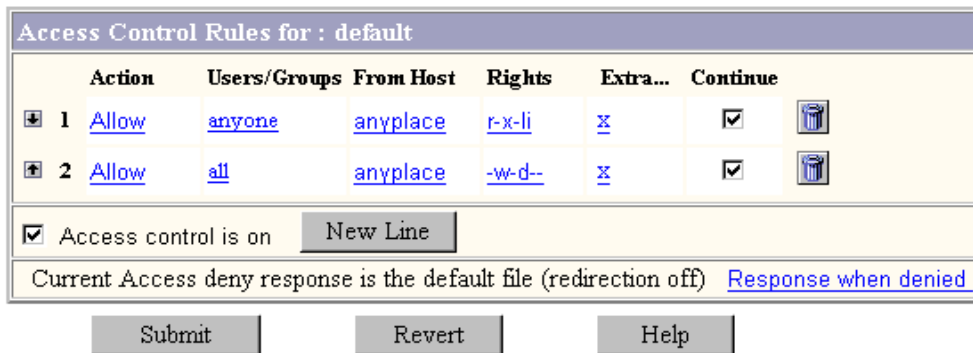 Access Control Rules for : default
Action Users/Groups From Host Rights Extra... Continue
1 Allow anyone anyplace r-x-li x
2 Allow all anyplace -w-d-- x
Access control is on New Line
Current Access deny response is the default file (redirection off) Response when denied
Submit Revert Help